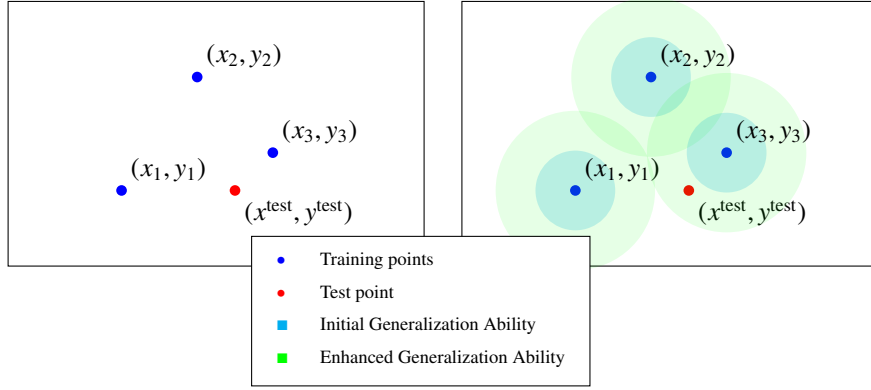 (x₂, y₂)
(x₃, y₃)
(x₁, y₁)
(xᵗᵉˢᵗ, yᵗᵉˢᵗ)
(x₂, y₂)
(x₃, y₃)
(x₁, y₁)
(xᵗᵉˢᵗ, yᵗᵉˢᵗ)
Training points
Test point
Initial Generalization Ability
Enhanced Generalization Ability